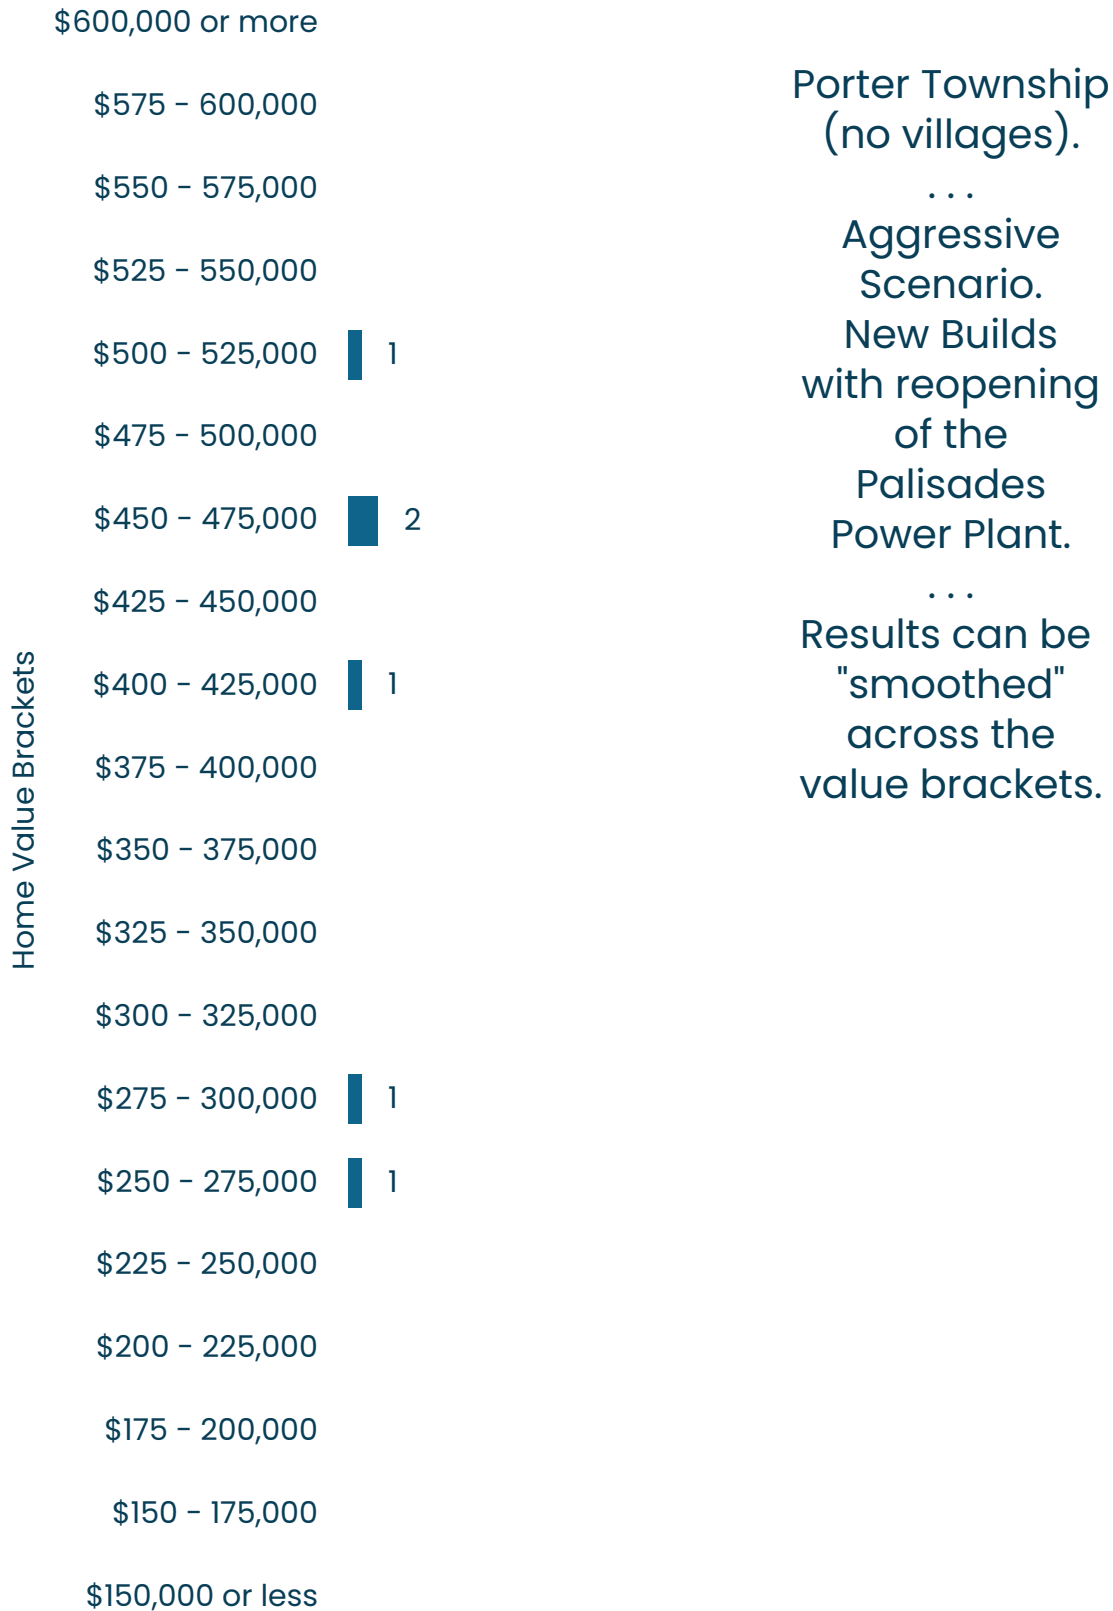 $600,000 or more
$575 - 600,000
$550 - 575,000
$525 - 550,000
$500 - 525,000 1
$475 - 500,000
$450 - 475,000 2
$425 - 450,000
$400 - 425,000 1
$375 - 400,000
$350 - 375,000
$325 - 350,000
$300 - 325,000
$275 - 300,000 1
$250 - 275,000 1
$225 - 250,000
$200 - 225,000
$175 - 200,000
$150 - 175,000
$150,000 or less
Home Value Brackets
Porter Township
(no villages).
. . .
Aggressive
Scenario.
New Builds
with reopening
of the
Palisades
Power Plant.
. . .
Results can be
"smoothed"
across the
value brackets.